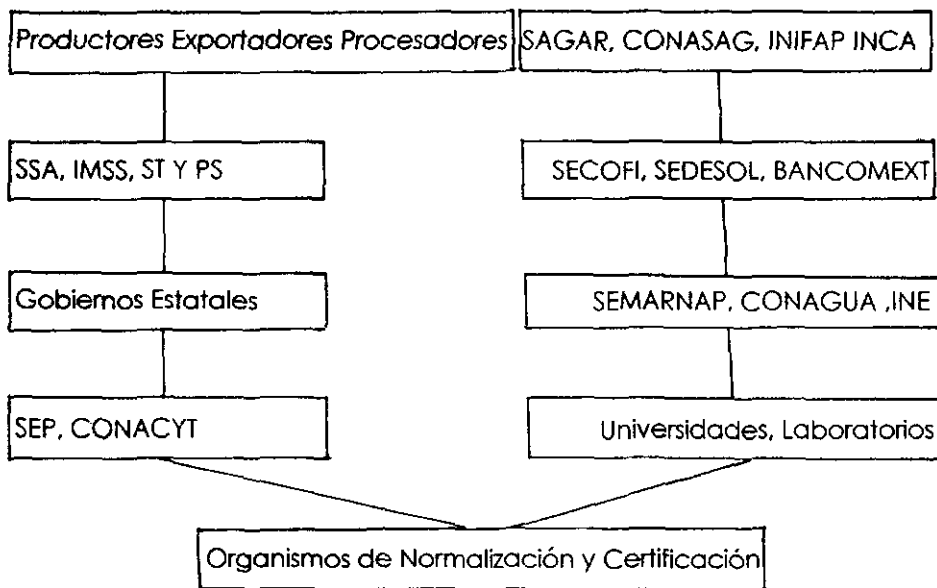 Productores Exportadores Procesadores
SAGAR, CONASAG, INIFAP INCA
SSA, IMSS, ST Y PS
SECOFI, SEDESOL, BANCOMEXT
Gobiernos Estatales
SEMARNAP, CONAGUA ,INE
SEP, CONACYT
Universidades, Laboratorios
Organismos de Normalización y Certificación